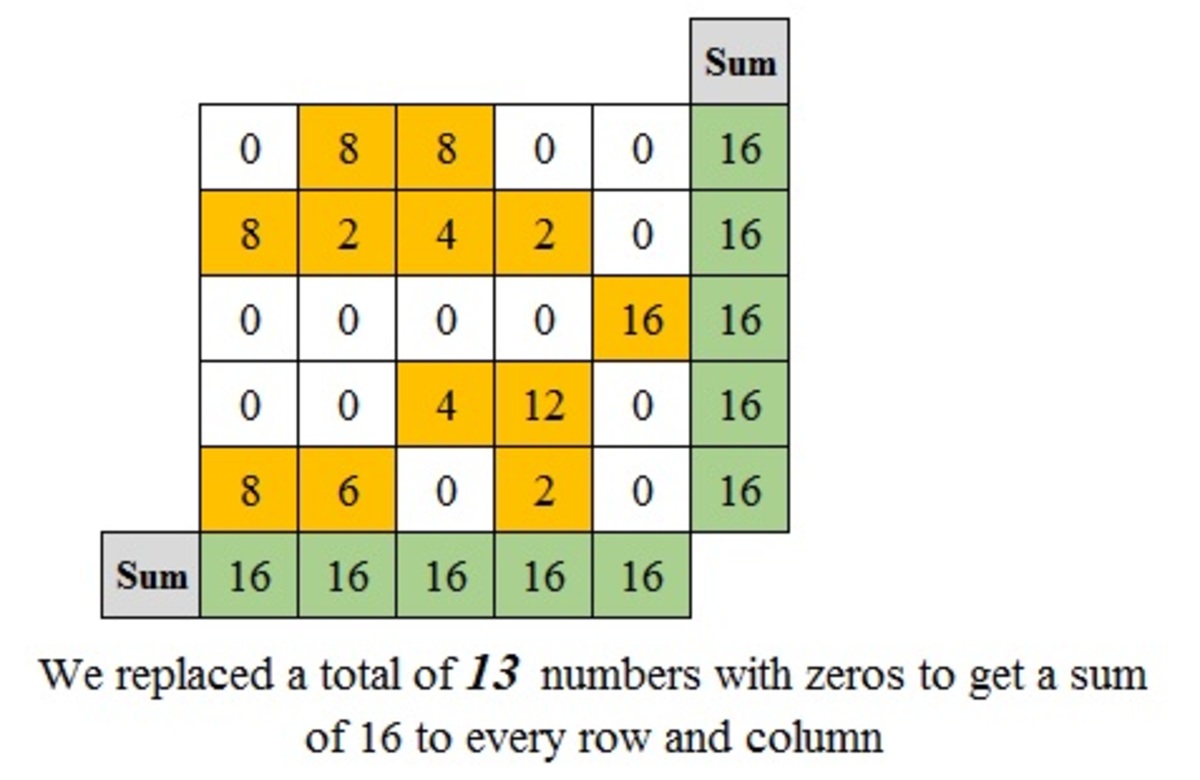 Sum
0 8 8 0 0 16
8 2 4 2 0 16
0 0 0 0 16 16
0 0 4 12 0 16
8 6 0 2 0 16
Sum 16 16 16 16 16
We replaced a total of 13 numbers with zeros to get a sum
of 16 to every row and column